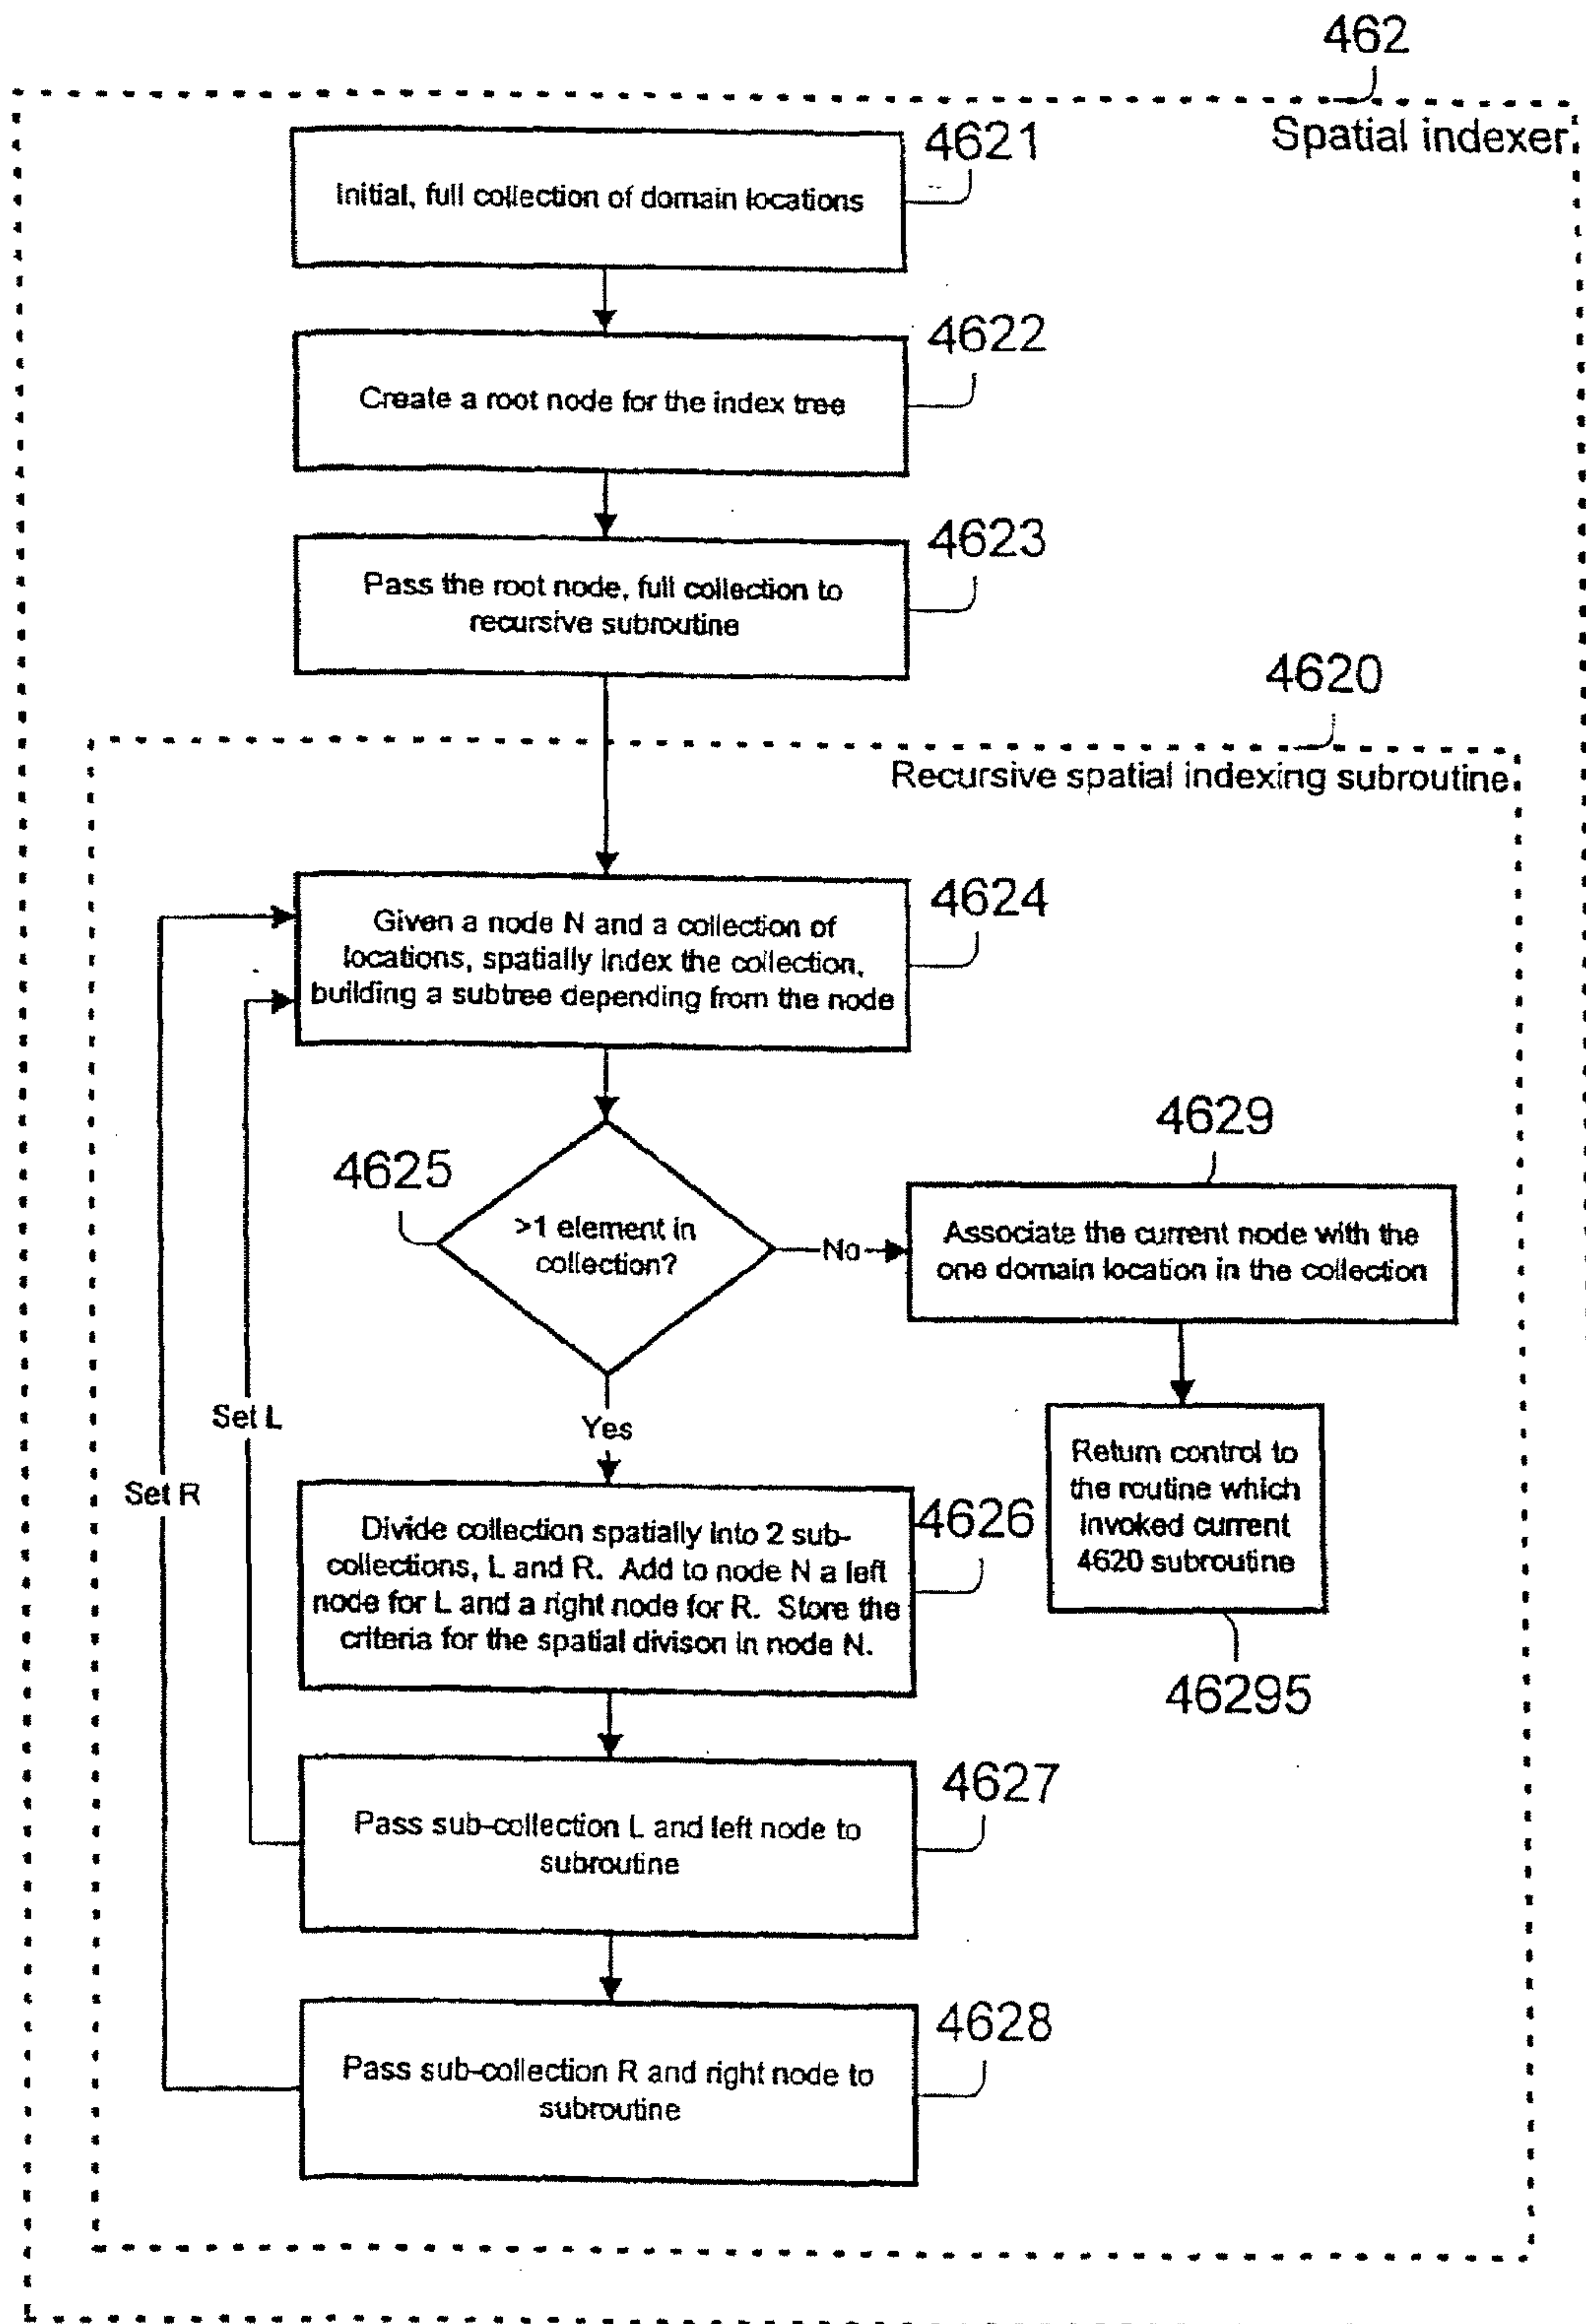 462
Spatial indexer
4621
Initial, full collection of domain locations
4622
Create a root node for the index tree
4623
Pass the root node, full collection to
recursive subroutine
4620
Recursive spatial indexing subroutine
4624
Given a node N and a collection of
locations, spatially index the collection,
building a subtree depending from the node
4625
>1 element in
collection?
No
4629
Associate the current node with the
one domain location in the collection
Yes
Set L
Set R
Return control to
the routine which
invoked current
4620 subroutine
46295
4626
Divide collection spatially into 2 sub-
collections, L and R. Add to node N a left
node for L and a right node for R. Store the
criteria for the spatial divison in node N.
4627
Pass sub-collection L and left node to
subroutine
4628
Pass sub-collection R and right node to
subroutine